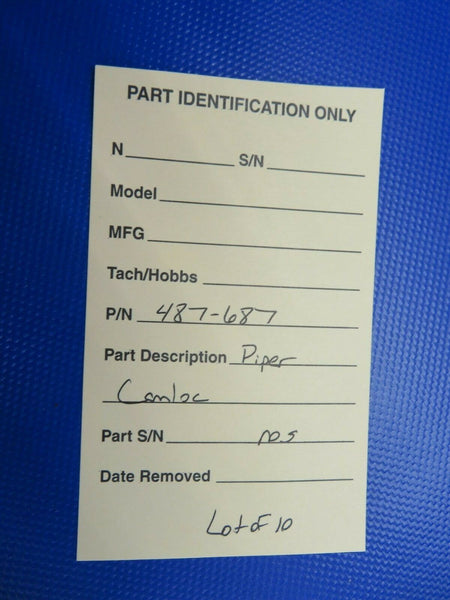 PART IDENTIFICATION ONLY
N S/N
Model
MFG
Tach/Hobbs
P/N 487-687
Part Description Piper
Camloc
Part S/N nos
Date Removed
Lot of 10